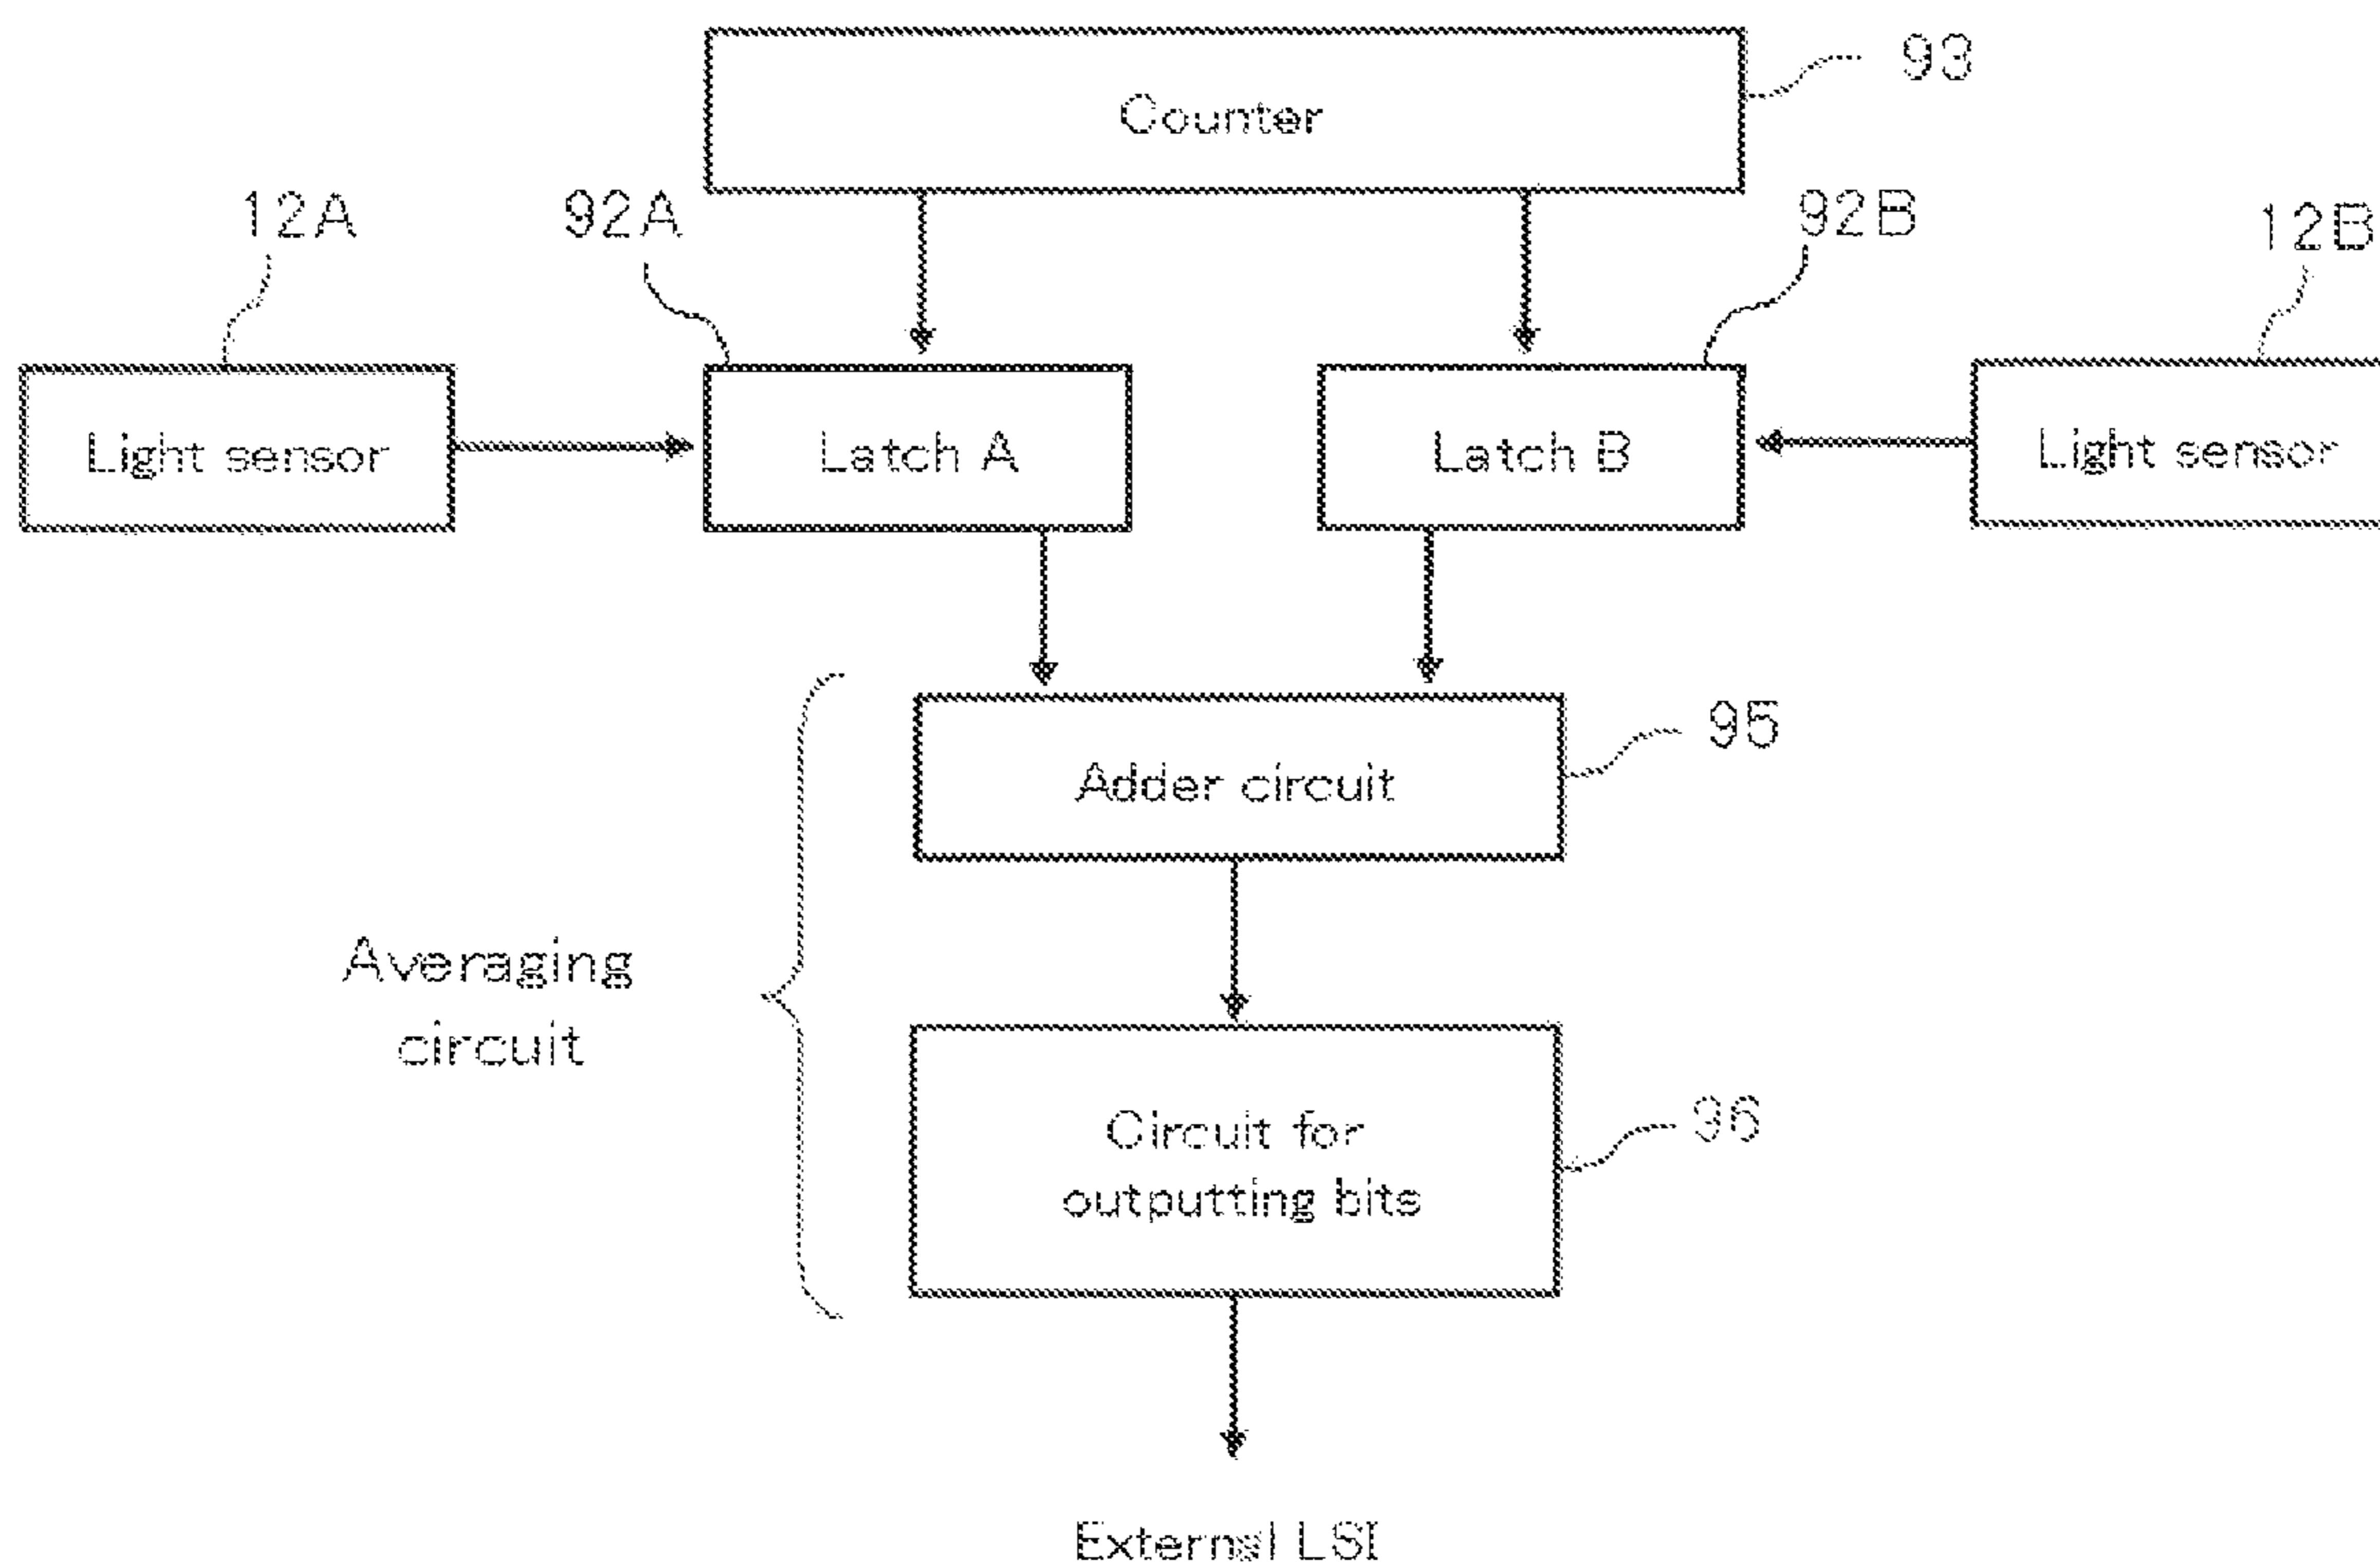 93
Counter
12A
92A
92B
12B
Light sensor
Latch A
Latch B
Light sensor
95
Adder circuit
Averaging
circuit
96
Circuit for
outputting bits
External LSI